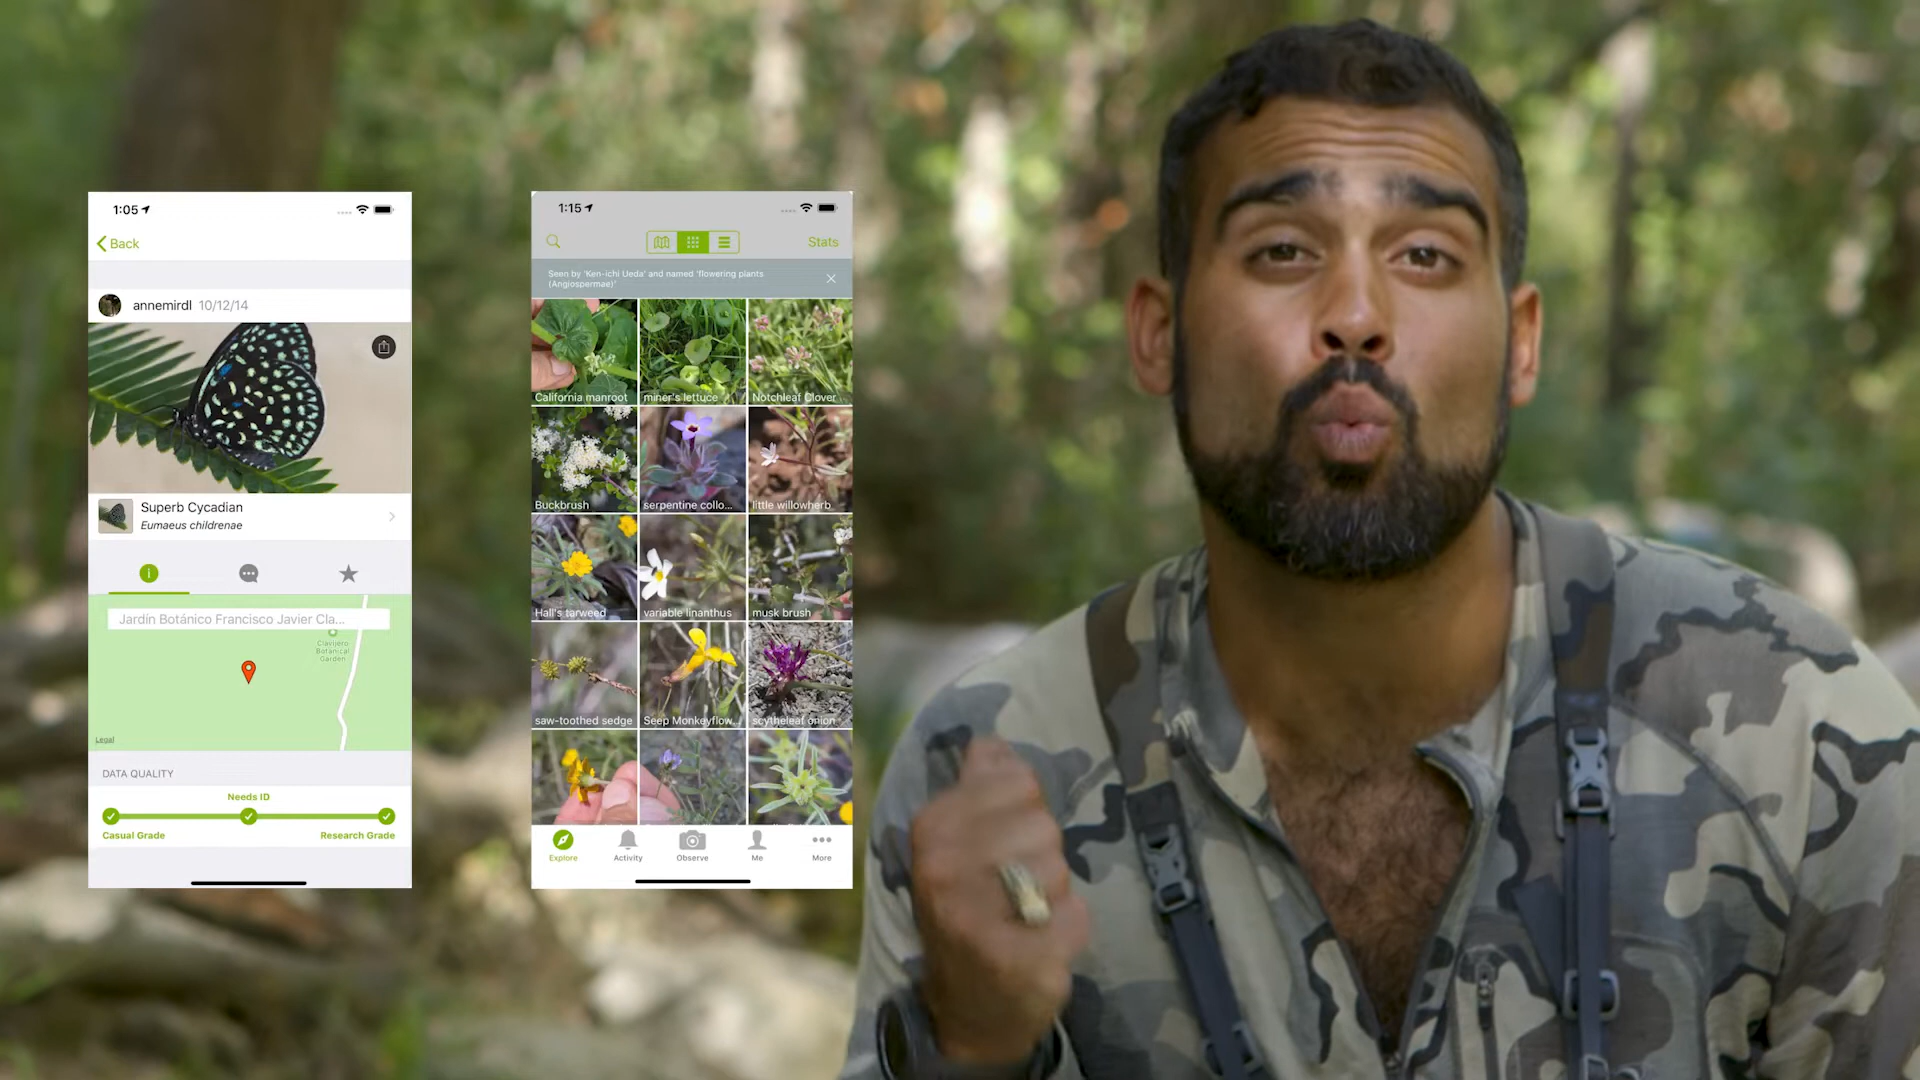 1:05
Back
annemirdl 10/12/14
Superb Cycadian
Eumaeus childrenae
Jardín Botánico Francisco Javier Cla...
Clavijero
Botanical
Garden
Legal
DATA QUALITY
Needs ID
Casual Grade
Research Grade
1:15
Stats
Seen by 'Ken-ichi Ueda' and named 'flowering plants
(Angiospermae)'
California manroot
miner's lettuce
Notchleaf Clover
Buckbrush
serpentine collo...
little willowherb
Hall's tarweed
variable linanthus
musk brush
saw-toothed sedge
Seep Monkeyflow...
scytheleaf onion
Explore
Activity
Observe
Me
More